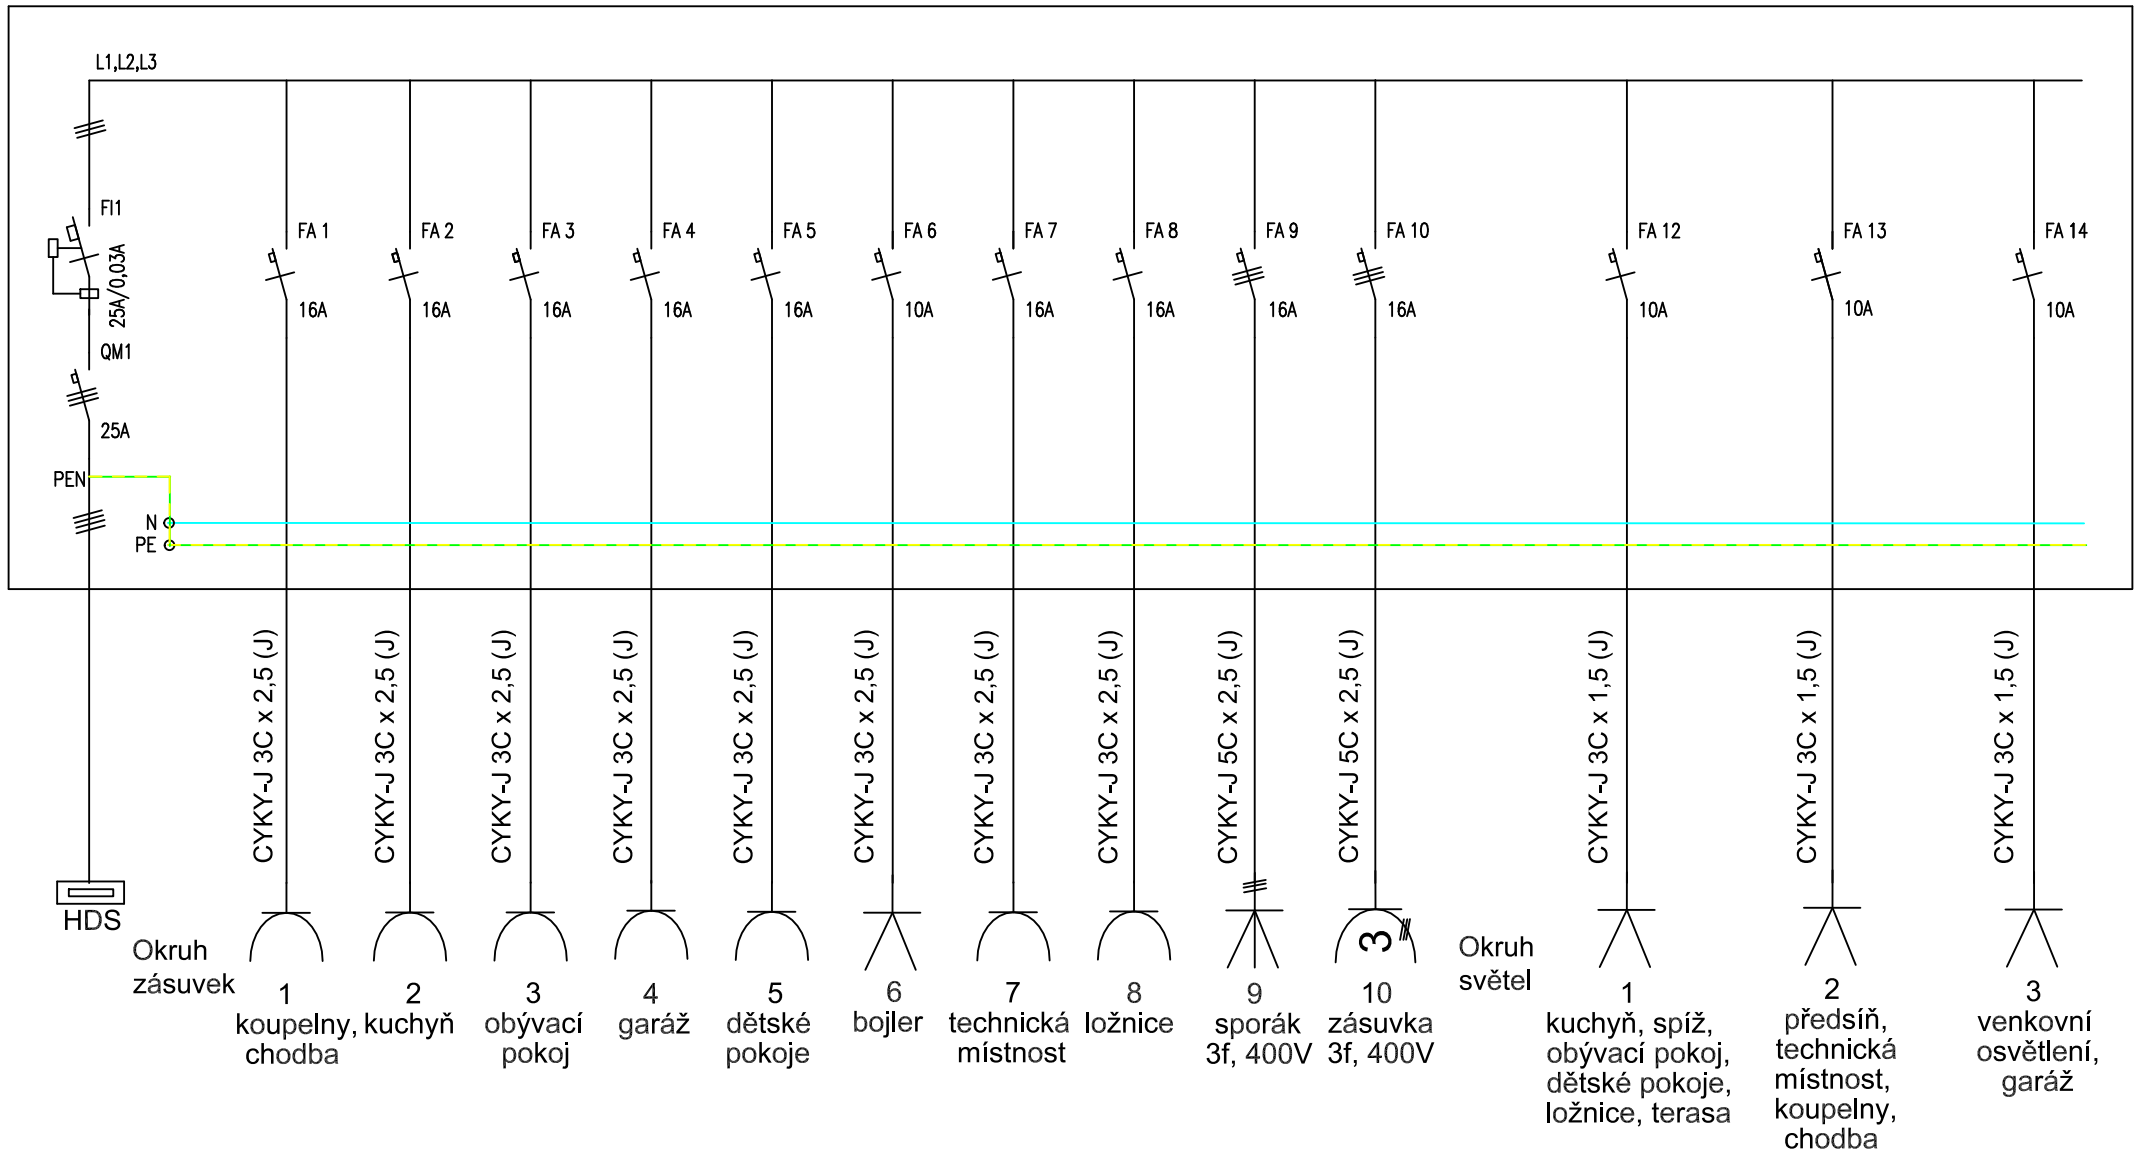 L1,L2,L3
FI1
25A/0,03A
QM1
25A
PEN
N
PE
FA 1
16A
FA 2
16A
FA 3
16A
FA 4
16A
FA 5
16A
FA 6
10A
FA 7
16A
FA 8
16A
FA 9
16A
FA 10
16A
FA 12
10A
FA 13
10A
FA 14
10A
CYKY-J 3C x 2,5 (J)
CYKY-J 3C x 2,5 (J)
CYKY-J 3C x 2,5 (J)
CYKY-J 3C x 2,5 (J)
CYKY-J 3C x 2,5 (J)
CYKY-J 3C x 2,5 (J)
CYKY-J 3C x 2,5 (J)
CYKY-J 3C x 2,5 (J)
CYKY-J 5C x 2,5 (J)
CYKY-J 5C x 2,5 (J)
CYKY-J 3C x 1,5 (J)
CYKY-J 3C x 1,5 (J)
CYKY-J 3C x 1,5 (J)
HDS
Okruh
zásuvek
1
koupelny,
chodba
2
kuchyň
3
obývací
pokoj
4
garáž
5
dětské
pokoje
6
bojler
7
technická
místnost
8
ložnice
9
sporák
3f, 400V
3
10
zásuvka
3f, 400V
Okruh
světel
1
kuchyň, spíž,
obývací pokoj,
dětské pokoje,
ložnice, terasa
2
předsíň,
technická
místnost,
koupelny,
chodba
3
venkovní
osvětlení,
garáž